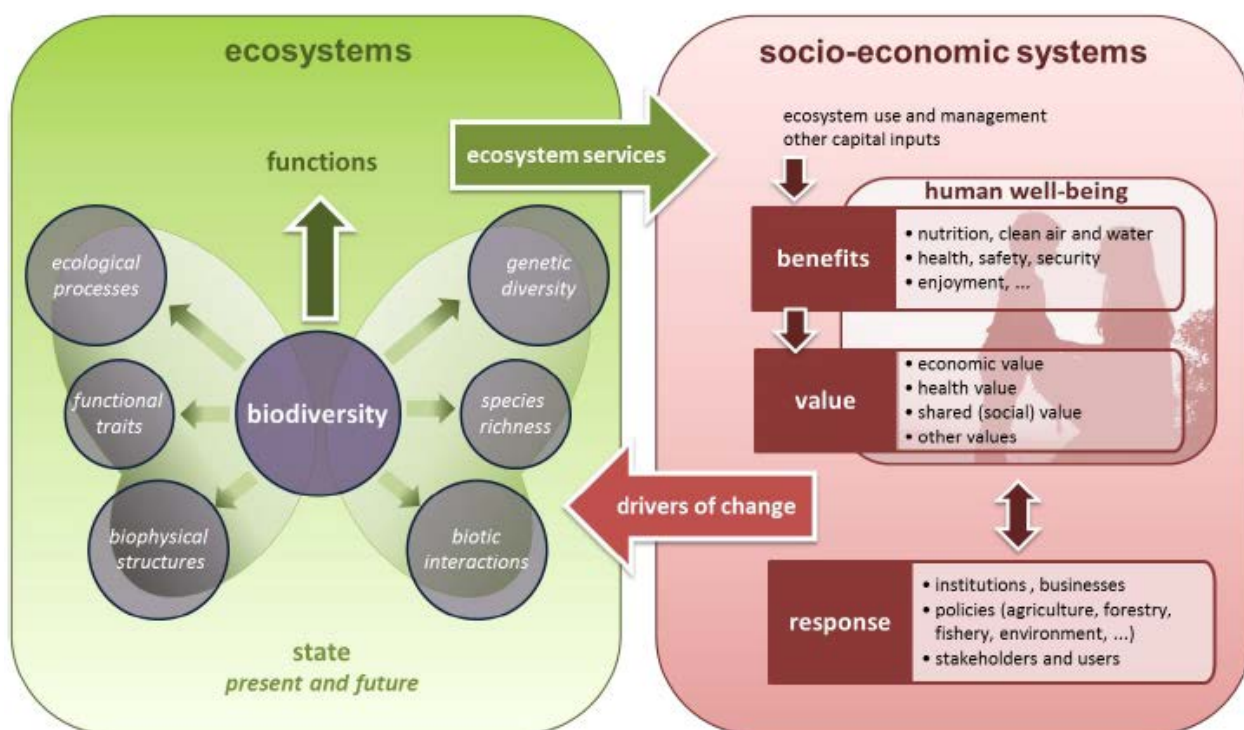 ecosystems
functions
ecological
processes
genetic
diversity
functional
traits
biodiversity
species
richness
biophysical
structures
biotic
interactions
state
present and future
ecosystem services
drivers of change
socio-economic systems
ecosystem use and management
other capital inputs
human well-being
benefits
• nutrition, clean air and water
• health, safety, security
• enjoyment, ...
value
• economic value
• health value
• shared (social) value
• other values
response
• institutions , businesses
• policies (agriculture, forestry,
fishery, environment, ...)
• stakeholders and users